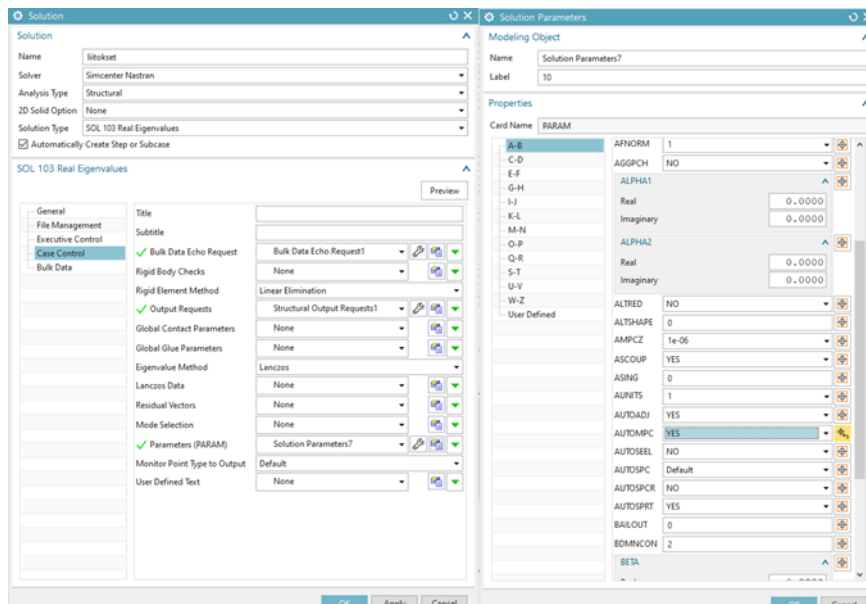 Solution
Solution
Name liitokset
Solver Simcenter Nastran
Analysis Type Structural
2D Solid Option None
Solution Type SOL 103 Real Eigenvalues
Automatically Create Step or Subcase
SOL 103 Real Eigenvalues
Preview
General
File Management
Executive Control
Case Control
Bulk Data
Title
Subtitle
Bulk Data Echo Request Bulk Data Echo Request1
Rigid Body Checks None
Rigid Element Method Linear Elimination
Output Requests Structural Output Requests1
Global Contact Parameters None
Global Glue Parameters None
Eigenvalue Method Lanczos
Lanczos Data None
Residual Vectors None
Mode Selection None
Parameters (PARAM) Solution Parameters7
Monitor Point Type to Output Default
User Defined Text None
OK Apply Cancel
Solution Parameters
Modeling Object
Name Solution Parameters7
Label 10
Properties
Card Name PARAM
A-B
C-D
E-F
G-H
I-J
K-L
M-N
O-P
Q-R
S-T
U-V
W-Z
User Defined
AFNORM 1
AGGPCH NO
ALPHA1
Real 0.0000
Imaginary 0.0000
ALPHA2
Real 0.0000
Imaginary 0.0000
ALTRED NO
ALTSHAPE 0
AMPCZ 1e-06
ASCOUP YES
ASING 0
AUNITS 1
AUTOADJ YES
AUTOMPC YES
AUTOSEEL NO
AUTOSPC Default
AUTOSPCR NO
AUTOSPRT YES
BAILOUT 0
BDMNCON 2
BETA
OK Cancel